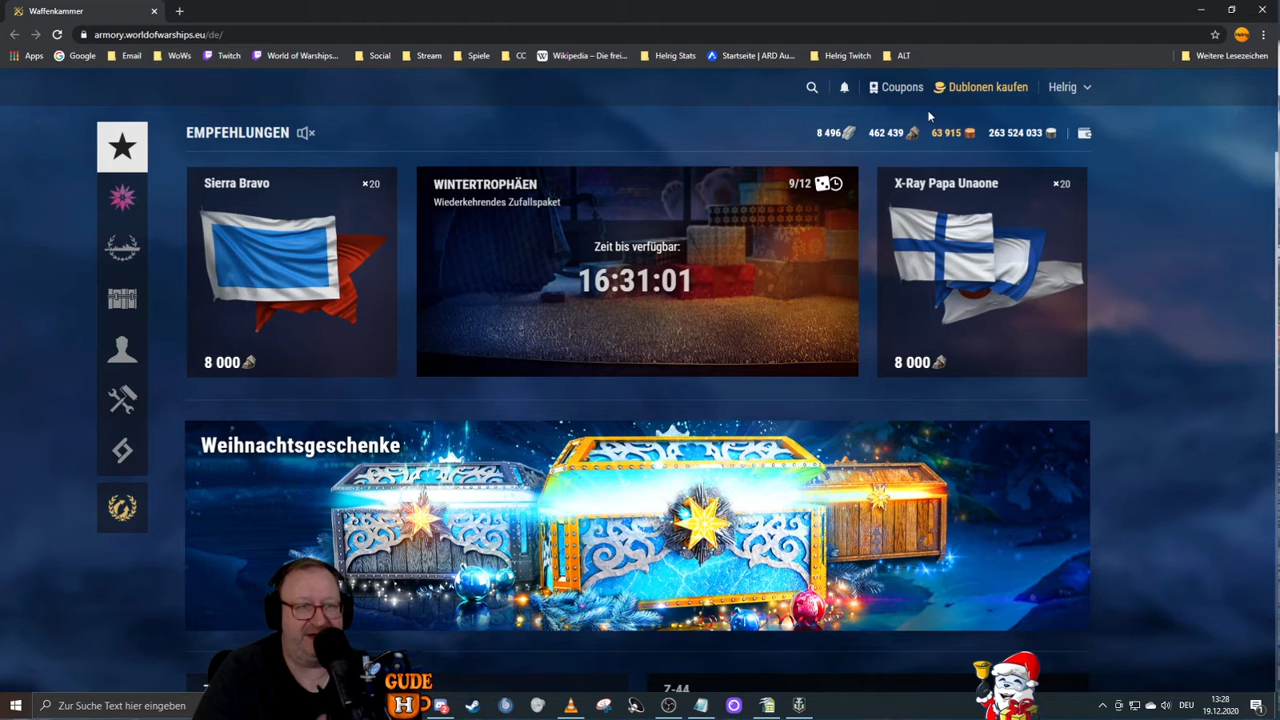 Waffenkammer
armory.worldofwarships.eu/de/
Apps Google Email WoWs Twitch World of Warships... Social Stream Spiele CC Wikipedia – Die frei... Helrig Stats Startseite | ARD Au... Helrig Twitch ALT Weitere Lesezeichen
Coupons Dublonen kaufen Helrig
EMPFEHLUNGEN 8 496 462 439 63 915 263 524 033
Sierra Bravo ×20
WINTERTROPHÄEN 9/12
Wiederkehrendes Zufallspaket
X-Ray Papa Unaone ×20
Zeit bis verfügbar:
16:31:01
8 000
8 000
Weihnachtsgeschenke
Z-44
GUDE
H
Zur Suche Text hier eingeben
DEU
13:28
19.12.2020